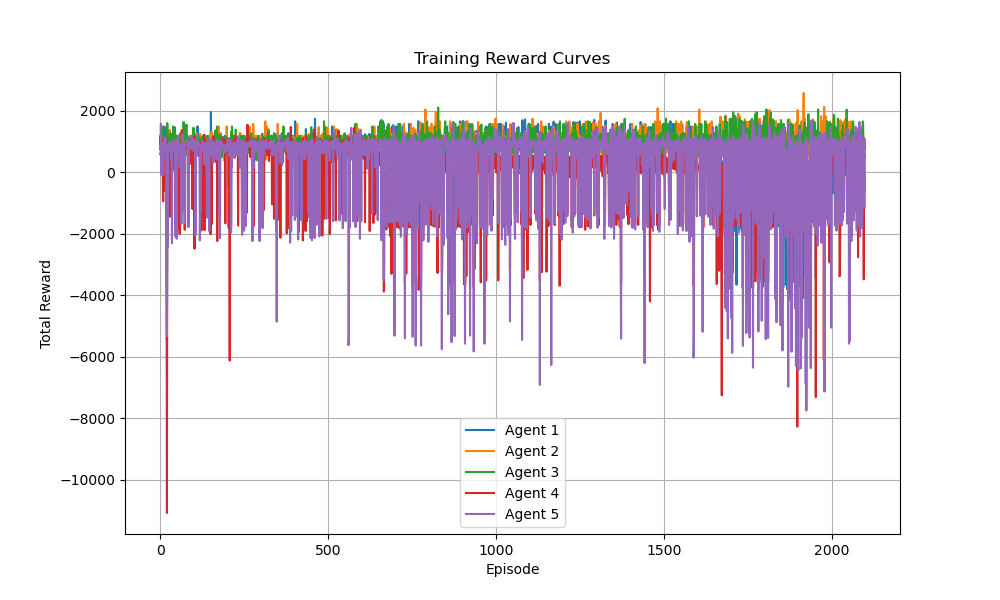 Training Reward Curves
Total Reward
2000
0
−2000
−4000
−6000
−8000
−10000
Agent 1
Agent 2
Agent 3
Agent 4
Agent 5
0 500 1000 1500 2000
Episode